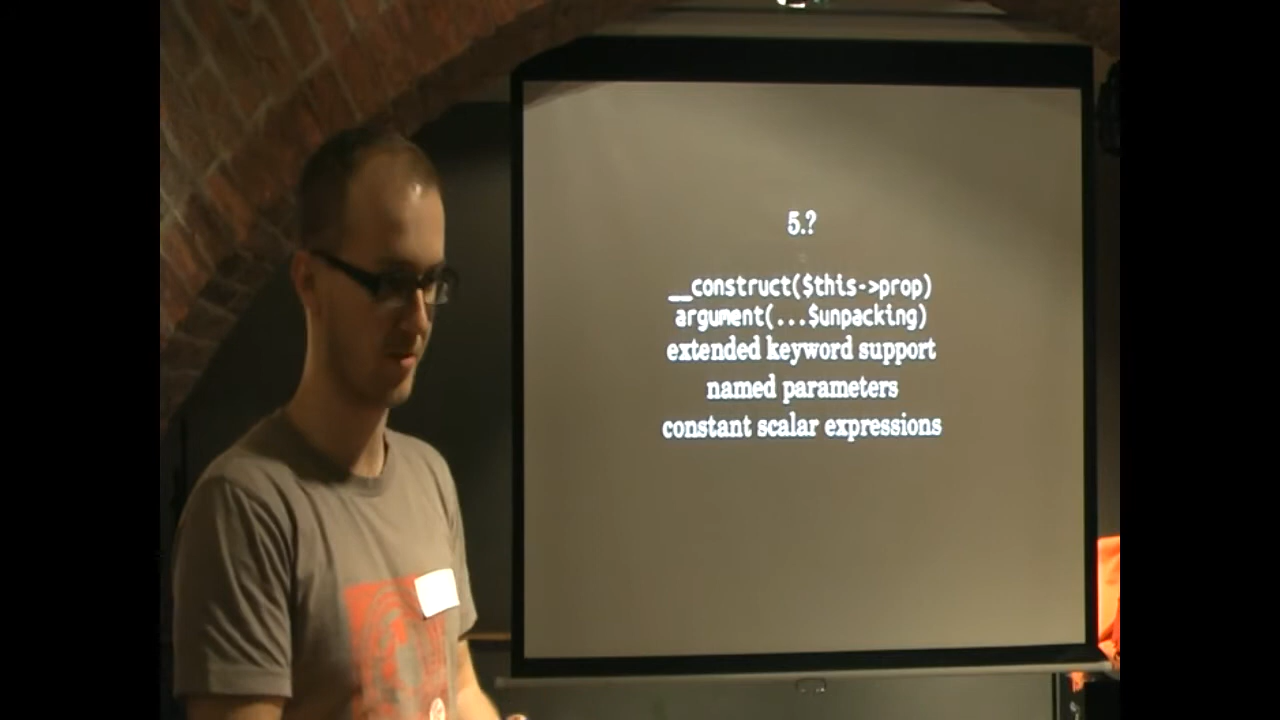 5.?
__construct($this->prop)
argument(...$unpacking)
extended keyword support
named parameters
constant scalar expressions